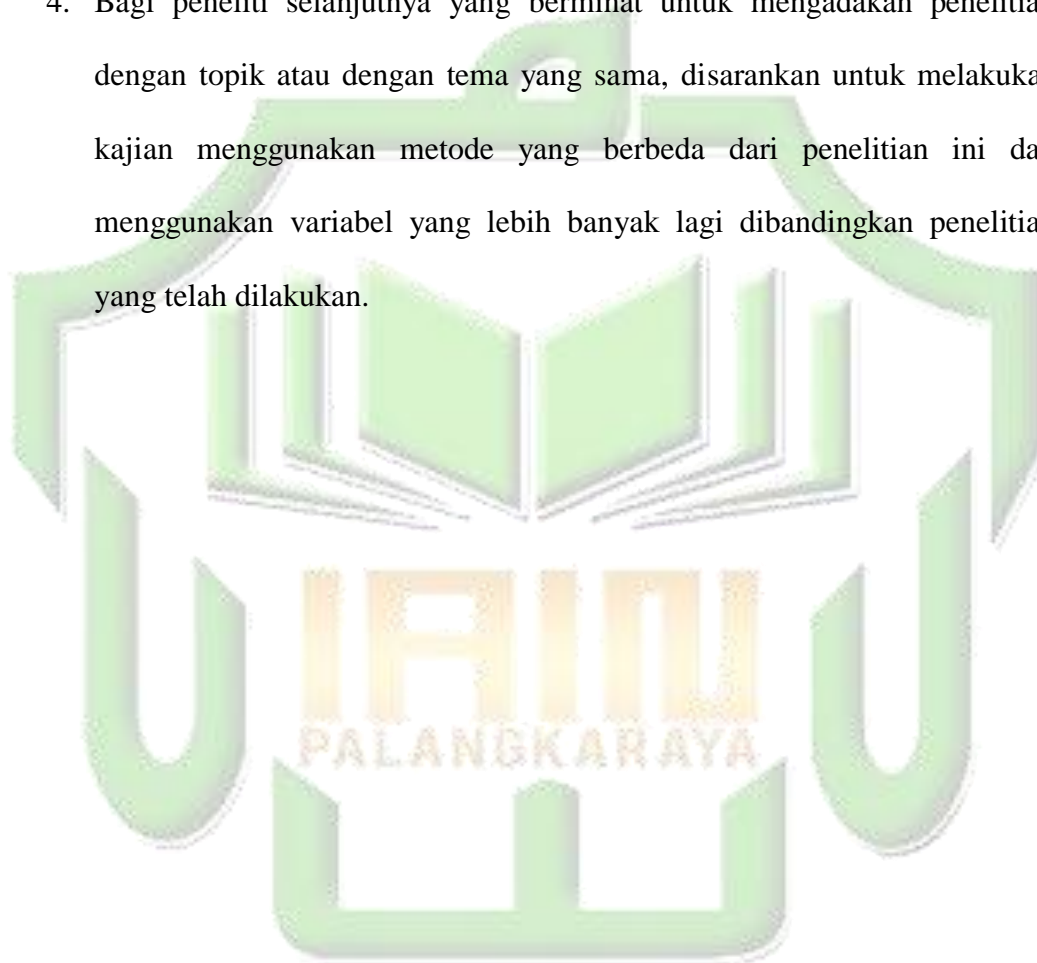 4. Bagi peneliti selanjutnya yang berminat untuk mengadakan penelitia
dengan topik atau dengan tema yang sama, disarankan untuk melakuka
kajian menggunakan metode yang berbeda dari penelitian ini da
menggunakan variabel yang lebih banyak lagi dibandingkan penelitia
yang telah dilakukan.
IAIN
PALANGKARAYA